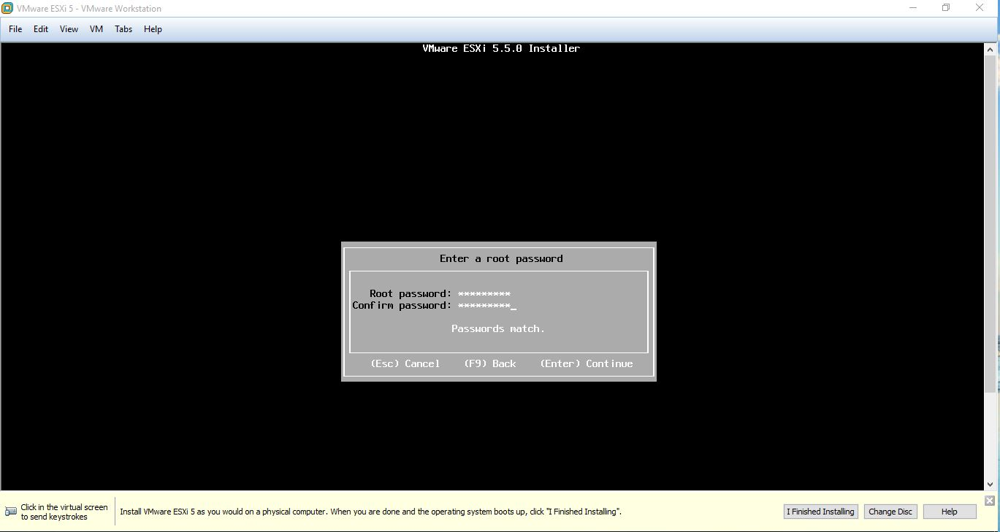 VMware ESXi 5 - VMware Workstation
File Edit View VM Tabs Help
VMware ESXi 5.5.0 Installer
Enter a root password
Root password: *********
Confirm password: *********_
Passwords match.
(Esc) Cancel (F9) Back (Enter) Continue
Click in the virtual screen
to send keystrokes
Install VMware ESXi 5 as you would on a physical computer. When you are done and the operating system boots up, click "I Finished Installing".
I Finished Installing Change Disc Help